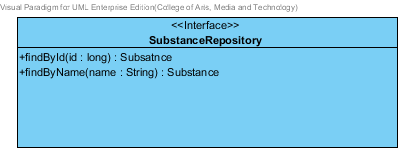 Visual Paradigm for UML Enterprise Edition(College of Arts, Media and Technology)
<<Interface>>
SubstanceRepository
+findById(id : long) : Subsatnce
+findByName(name : String) : Substance